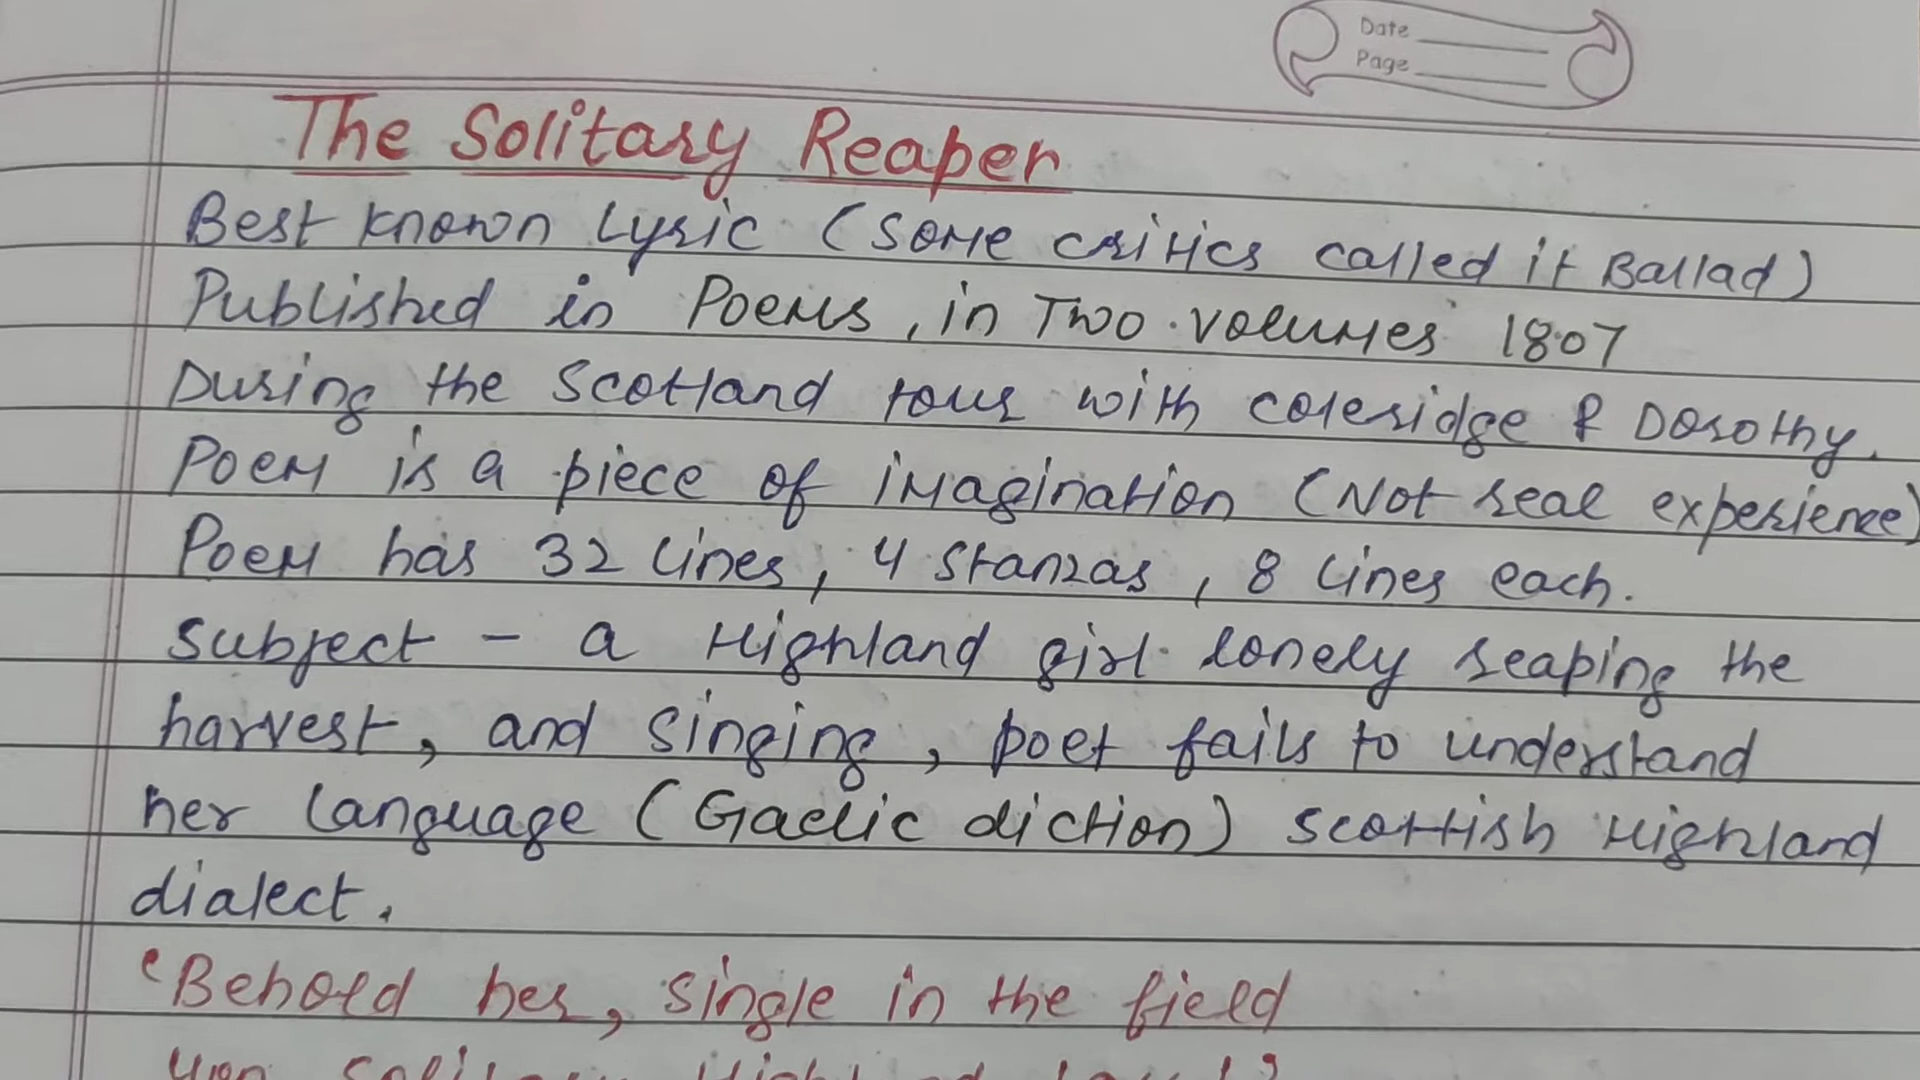 Date
Page
The Solitary Reaper
Best known Lyric (some critics called it Ballad)
Published in Poems, in Two volumes 1807
During the Scotland tour with coleridge & Dorothy.
Poem is a piece of imagination (Not real experience)
Poem has 32 lines, 4 stanzas, 8 lines each.
subject - a Highland girl lonely reaping the
harvest, and singing, poet fails to understand
her language (Gaelic diction) scottish Highland
dialect.
'Behold her, single in the field
yon solitary Highland